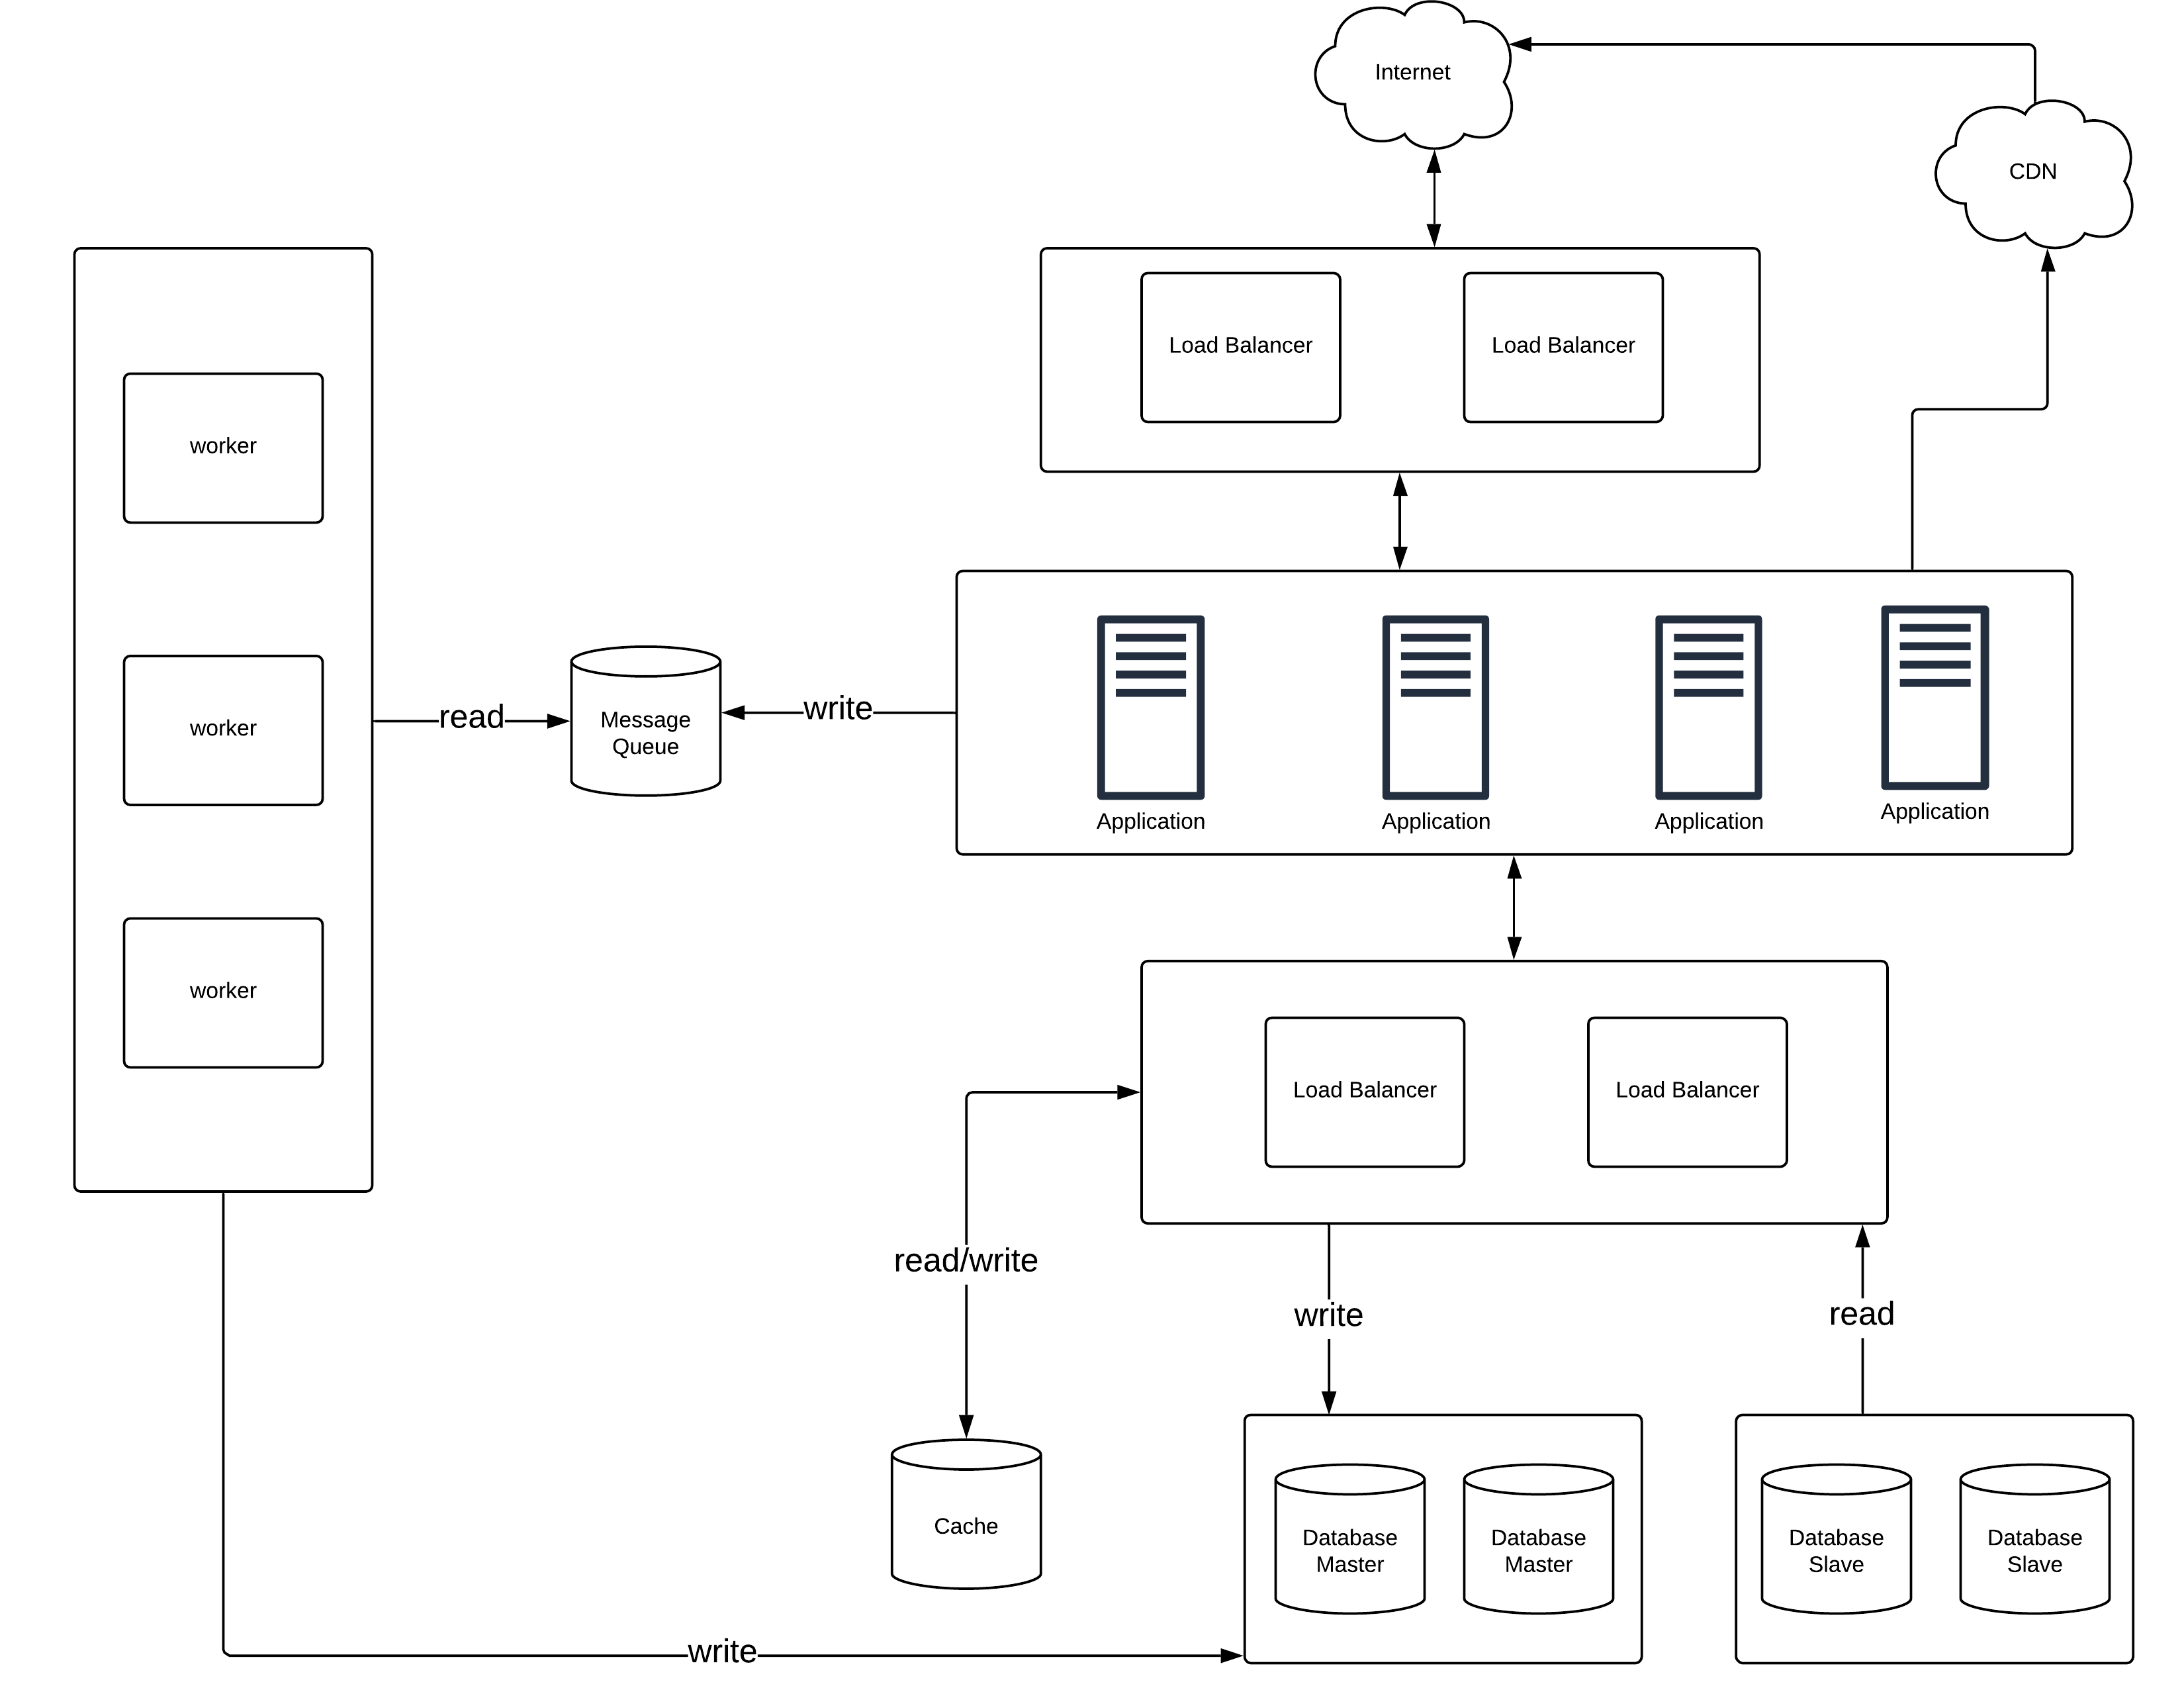 Internet
CDN
Load Balancer
Load Balancer
worker
worker
worker
read
Message
Queue
write
Application
Application
Application
Application
Load Balancer
Load Balancer
read/write
write
read
Cache
Database
Master
Database
Master
Database
Slave
Database
Slave
write